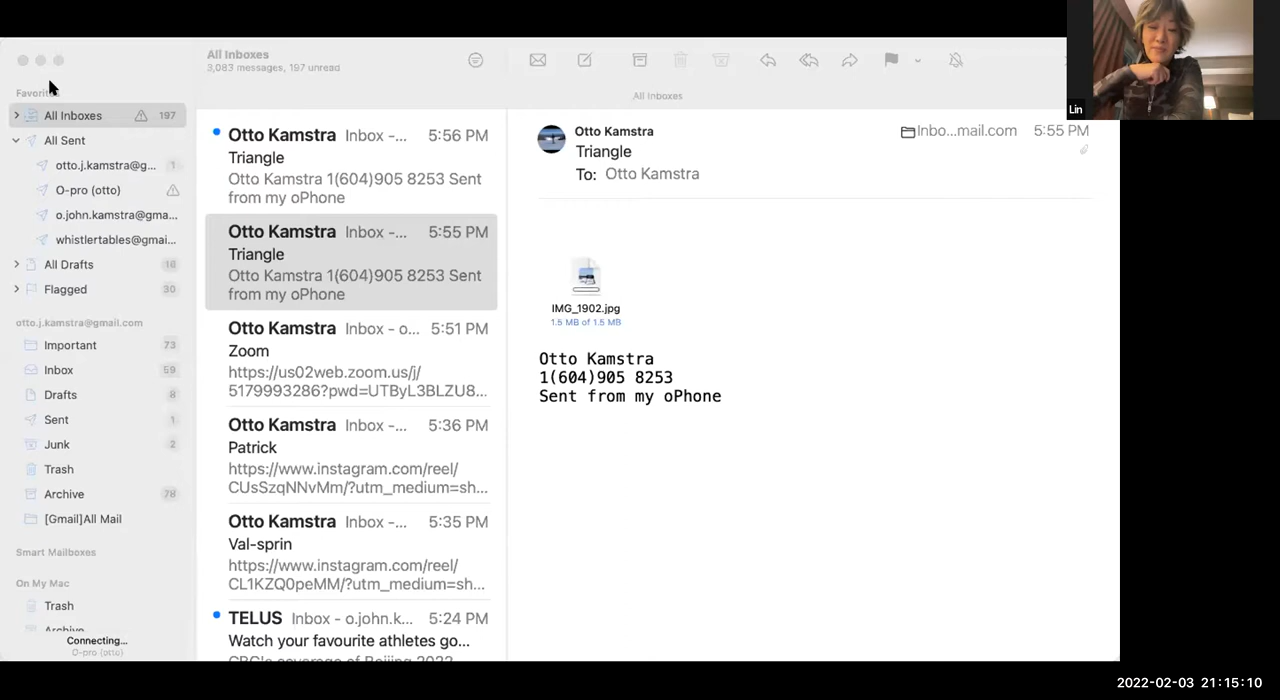 All Inboxes
3,083 messages, 197 unread
Favorites
All Inboxes 197
All Sent
otto.j.kamstra@g... 1
O-pro (otto)
o.john.kamstra@gma...
whistlertables@gmai...
All Drafts 16
Flagged 30
otto.j.kamstra@gmail.com
Important 73
Inbox 59
Drafts 8
Sent 1
Junk 2
Trash
Archive 78
[Gmail]All Mail
Smart Mailboxes
On My Mac
Trash
Archive
Connecting...
O-pro (otto)
Otto Kamstra Inbox -... 5:56 PM
Triangle
Otto Kamstra 1(604)905 8253 Sent
from my oPhone
Otto Kamstra Inbox -... 5:55 PM
Triangle
Otto Kamstra 1(604)905 8253 Sent
from my oPhone
Otto Kamstra Inbox - o... 5:51 PM
Zoom
https://us02web.zoom.us/j/
5179993286?pwd=UTByL3BLZU8...
Otto Kamstra Inbox -... 5:36 PM
Patrick
https://www.instagram.com/reel/
CUsSzqNNvMm/?utm_medium=sh...
Otto Kamstra Inbox -... 5:35 PM
Val-sprin
https://www.instagram.com/reel/
CL1KZQ0peMM/?utm_medium=sh...
TELUS Inbox - o.john.k... 5:24 PM
Watch your favourite athletes go...
CBC's coverage of Beijing 2022
All Inboxes
Otto Kamstra Inbo...mail.com 5:55 PM
Triangle
To: Otto Kamstra
IMG_1902.jpg
1.5 MB of 1.5 MB
Otto Kamstra
1(604)905 8253
Sent from my oPhone
Lin
2022-02-03 21:15:10